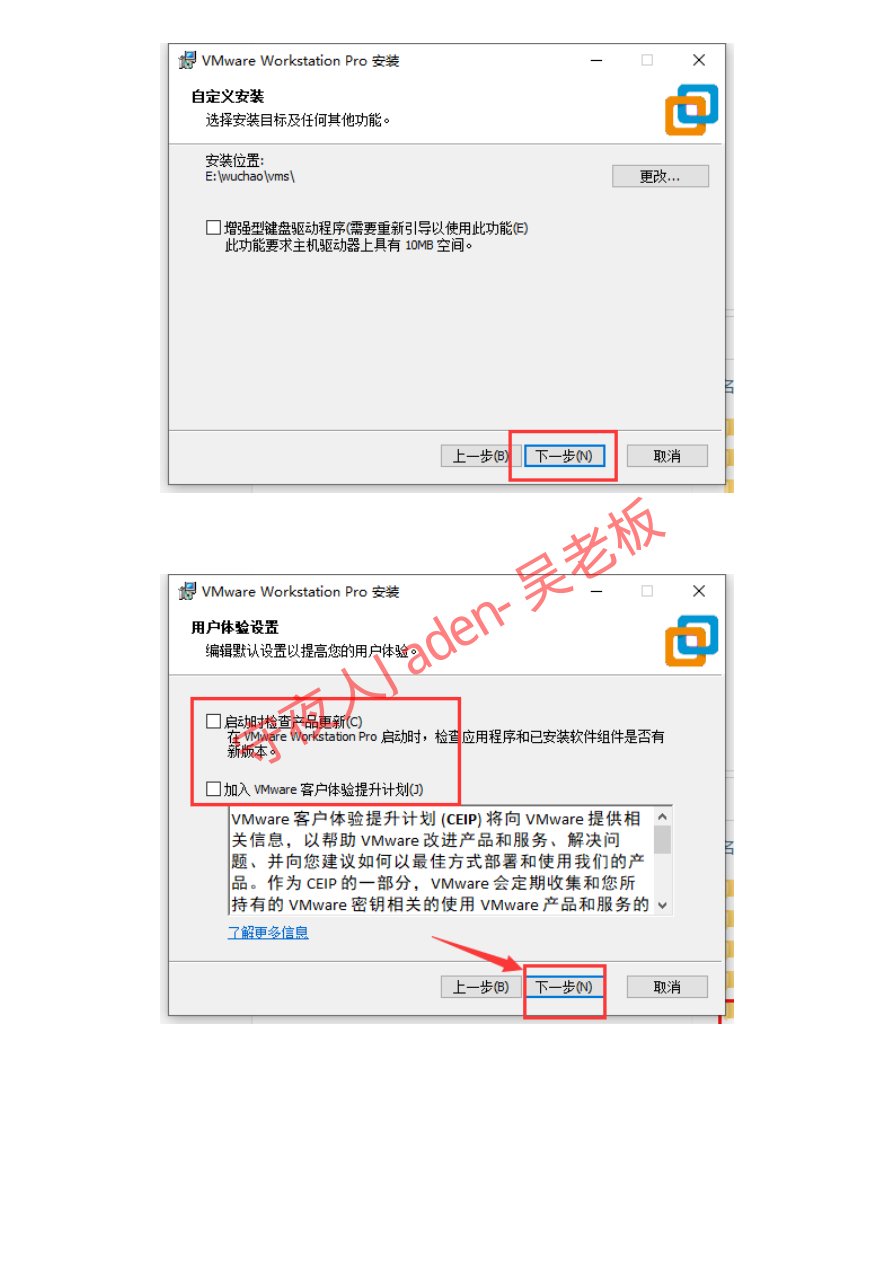 VMware Workstation Pro 安装
自定义安装
选择安装目标及任何其他功能。
安装位置:
E:\wuchao\vms\
更改...
增强型键盘驱动程序(需要重新引导以使用此功能(E)
此功能要求主机驱动器上具有 10MB 空间。
上一步(B)
下一步(N)
取消
守夜人Jaden-吴老板
VMware Workstation Pro 安装
用户体验设置
编辑默认设置以提高您的用户体验。
启动时检查产品更新(C)
在 VMware Workstation Pro 启动时，检查应用程序和已安装软件组件是否有
新版本。
加入 VMware 客户体验提升计划(J)
VMware 客户体验提升计划 (CEIP) 将向 VMware 提供相
关信息，以帮助 VMware 改进产品和服务、解决问
题、并向您建议如何以最佳方式部署和使用我们的产
品。作为 CEIP 的一部分，VMware 会定期收集和您所
持有的 VMware 密钥相关的使用 VMware 产品和服务的
了解更多信息
上一步(B)
下一步(N)
取消